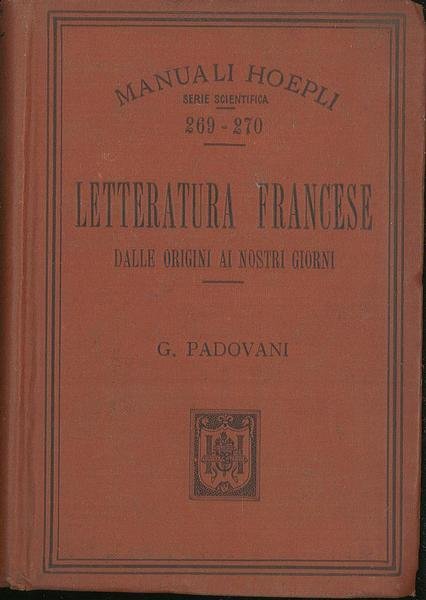 MANUALI HOEPLI
SERIE SCIENTIFICA
269-270
LETTERATURA FRANCESE
DALLE ORIGINI AI NOSTRI GIORNI
G. PADOVANI